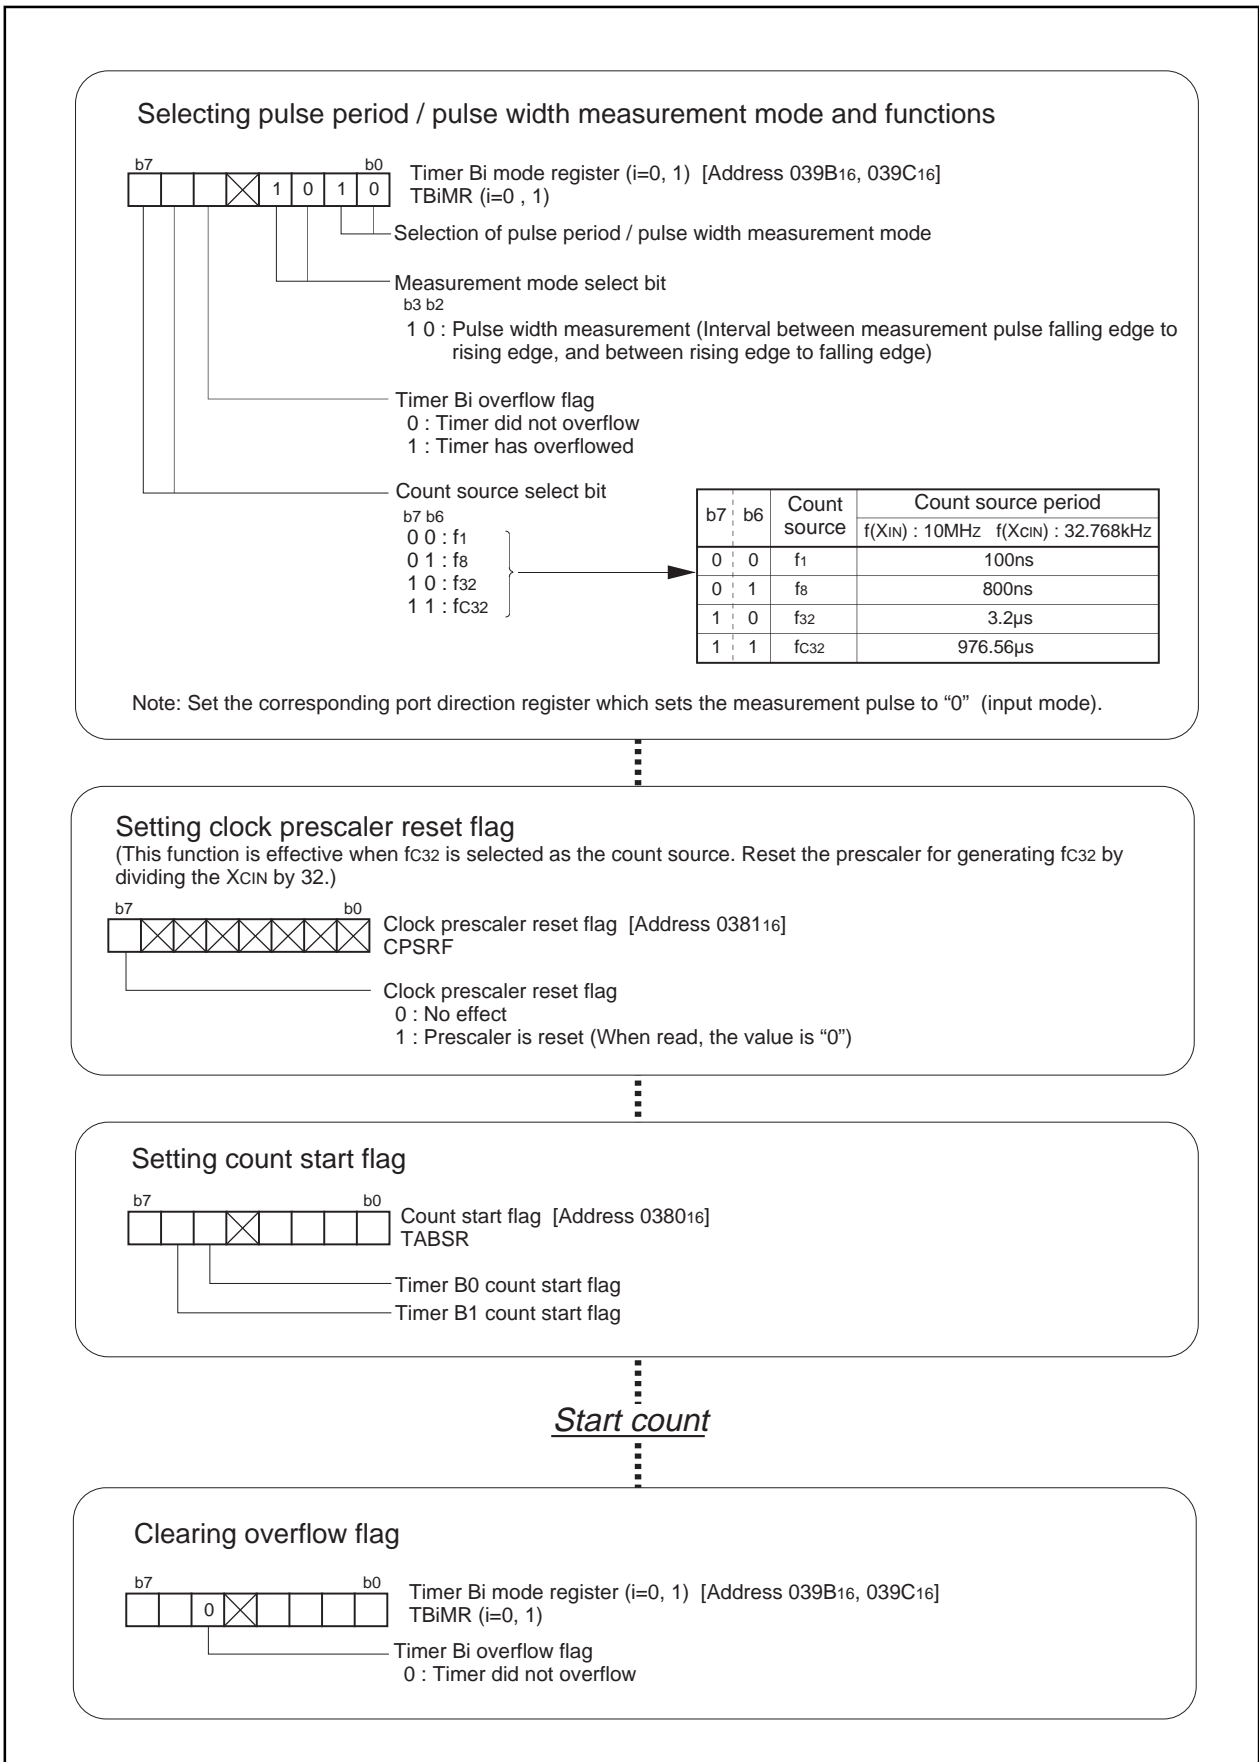 Selecting pulse period / pulse width measurement mode and functions
b7 b0
1 0 1 0
Timer Bi mode register (i=0, 1) [Address 039B16, 039C16]
TBiMR (i=0 , 1)
Selection of pulse period / pulse width measurement mode
Measurement mode select bit
b3 b2
1 0 : Pulse width measurement (Interval between measurement pulse falling edge to
rising edge, and between rising edge to falling edge)
Timer Bi overflow flag
0 : Timer did not overflow
1 : Timer has overflowed
Count source select bit
b7 b6
0 0 : f1
0 1 : f8
1 0 : f32
1 1 : fC32
b7 b6 Count source Count source period
f(XIN) : 10MHZ f(XCIN) : 32.768kHZ
0 0 f1 100ns
0 1 f8 800ns
1 0 f32 3.2µs
1 1 fC32 976.56µs
Note: Set the corresponding port direction register which sets the measurement pulse to “0” (input mode).
Setting clock prescaler reset flag
(This function is effective when fC32 is selected as the count source. Reset the prescaler for generating fC32 by
dividing the XCIN by 32.)
b7 b0
Clock prescaler reset flag [Address 038116]
CPSRF
Clock prescaler reset flag
0 : No effect
1 : Prescaler is reset (When read, the value is “0”)
Setting count start flag
b7 b0
Count start flag [Address 038016]
TABSR
Timer B0 count start flag
Timer B1 count start flag
Start count
Clearing overflow flag
b7 b0
0
Timer Bi mode register (i=0, 1) [Address 039B16, 039C16]
TBiMR (i=0, 1)
Timer Bi overflow flag
0 : Timer did not overflow